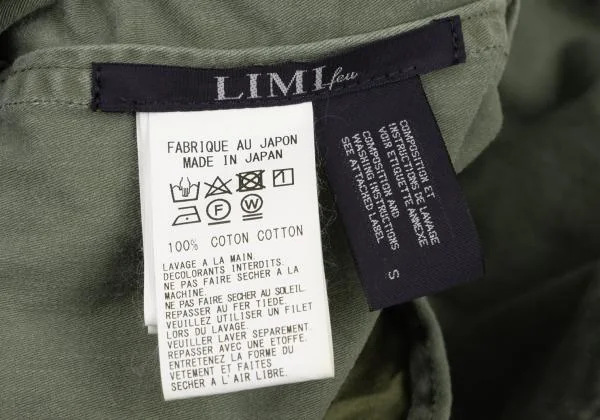 LIMI feu
FABRIQUE AU JAPON
MADE IN JAPAN
100% COTON COTTON
LAVAGE A LA MAIN.
DECOLORANTS INTERDITS.
NE PAS FAIRE SECHER A LA
MACHINE.
NE PAS FAIRE SECHER AU SOLEIL.
REPASSER AU FER TIEDE.
VEUILLEZ UTILISER UN FILET
LORS DU LAVAGE.
VEUILLER LAVER SEPAREMENT.
REPASSER AVEC UNE ETOFFE.
ENTRETENEZ LA FORME DU
VETEMENT ET FAITES
SECHER A L'AIR LIBRE.
COMPOSITION ET
INSTRUCTIONS DE LAVAGE
VOIR ETIQUETTE ANNEXE
COMPOSITION AND
WASHING INSTRUCTIONS
SEE ATTACHED LABEL
S